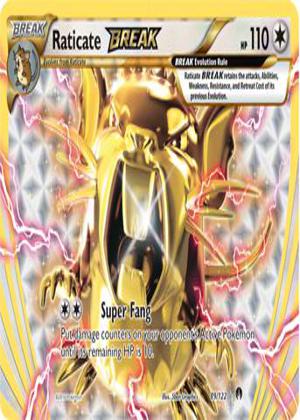 BREAK
Raticate BREAK HP 110
Evolves from Raticate
BREAK Evolution Rule
Raticate BREAK retains the attacks, Abilities,
Weakness, Resistance, and Retreat Cost of its
previous Evolution.
Super Fang
Put damage counters on your opponent's Active Pokémon
until its remaining HP is 10.
89/122